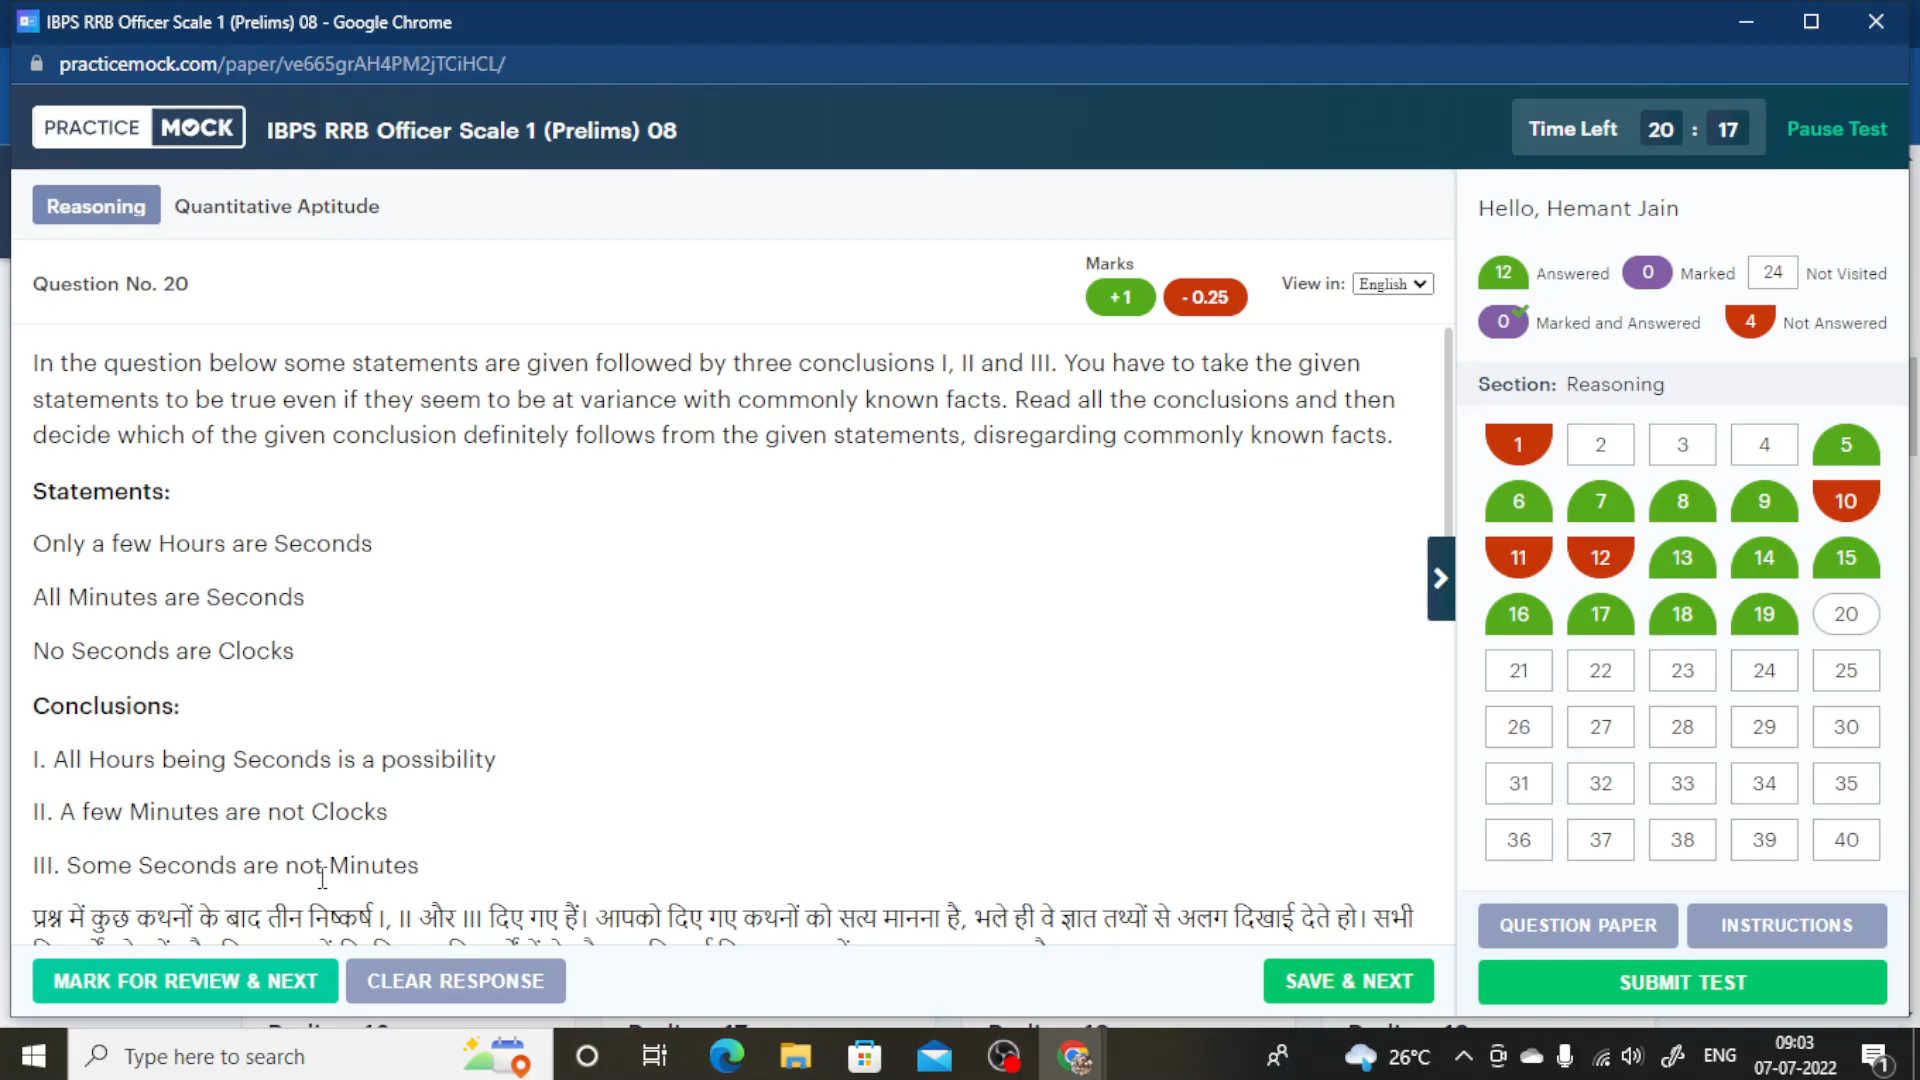 IBPS RRB Officer Scale 1 (Prelims) 08 - Google Chrome
practicemock.com/paper/ve665grAH4PM2jTCiHCL/
PRACTICE MOCK
IBPS RRB Officer Scale 1 (Prelims) 08
Time Left 20 : 17
Pause Test
Reasoning
Quantitative Aptitude
Question No. 20
Marks
+ 1
- 0.25
View in: English
In the question below some statements are given followed by three conclusions I, II and III. You have to take the given
statements to be true even if they seem to be at variance with commonly known facts. Read all the conclusions and then
decide which of the given conclusion definitely follows from the given statements, disregarding commonly known facts.
Statements:
Only a few Hours are Seconds
All Minutes are Seconds
No Seconds are Clocks
Conclusions:
I. All Hours being Seconds is a possibility
II. A few Minutes are not Clocks
III. Some Seconds are not Minutes
प्रश्न में कुछ कथनों के बाद तीन निष्कर्ष I, II और III दिए गए हैं। आपको दिए गए कथनों को सत्य मानना है, भले ही वे ज्ञात तथ्यों से अलग दिखाई देते हो। सभी
MARK FOR REVIEW & NEXT
CLEAR RESPONSE
SAVE & NEXT
Hello, Hemant Jain
12 Answered 0 Marked 24 Not Visited
0 Marked and Answered 4 Not Answered
Section: Reasoning
1 2 3 4 5
6 7 8 9 10
11 12 13 14 15
16 17 18 19 20
21 22 23 24 25
26 27 28 29 30
31 32 33 34 35
36 37 38 39 40
QUESTION PAPER
INSTRUCTIONS
SUBMIT TEST
Type here to search
26°C
ENG
09:03
07-07-2022
1